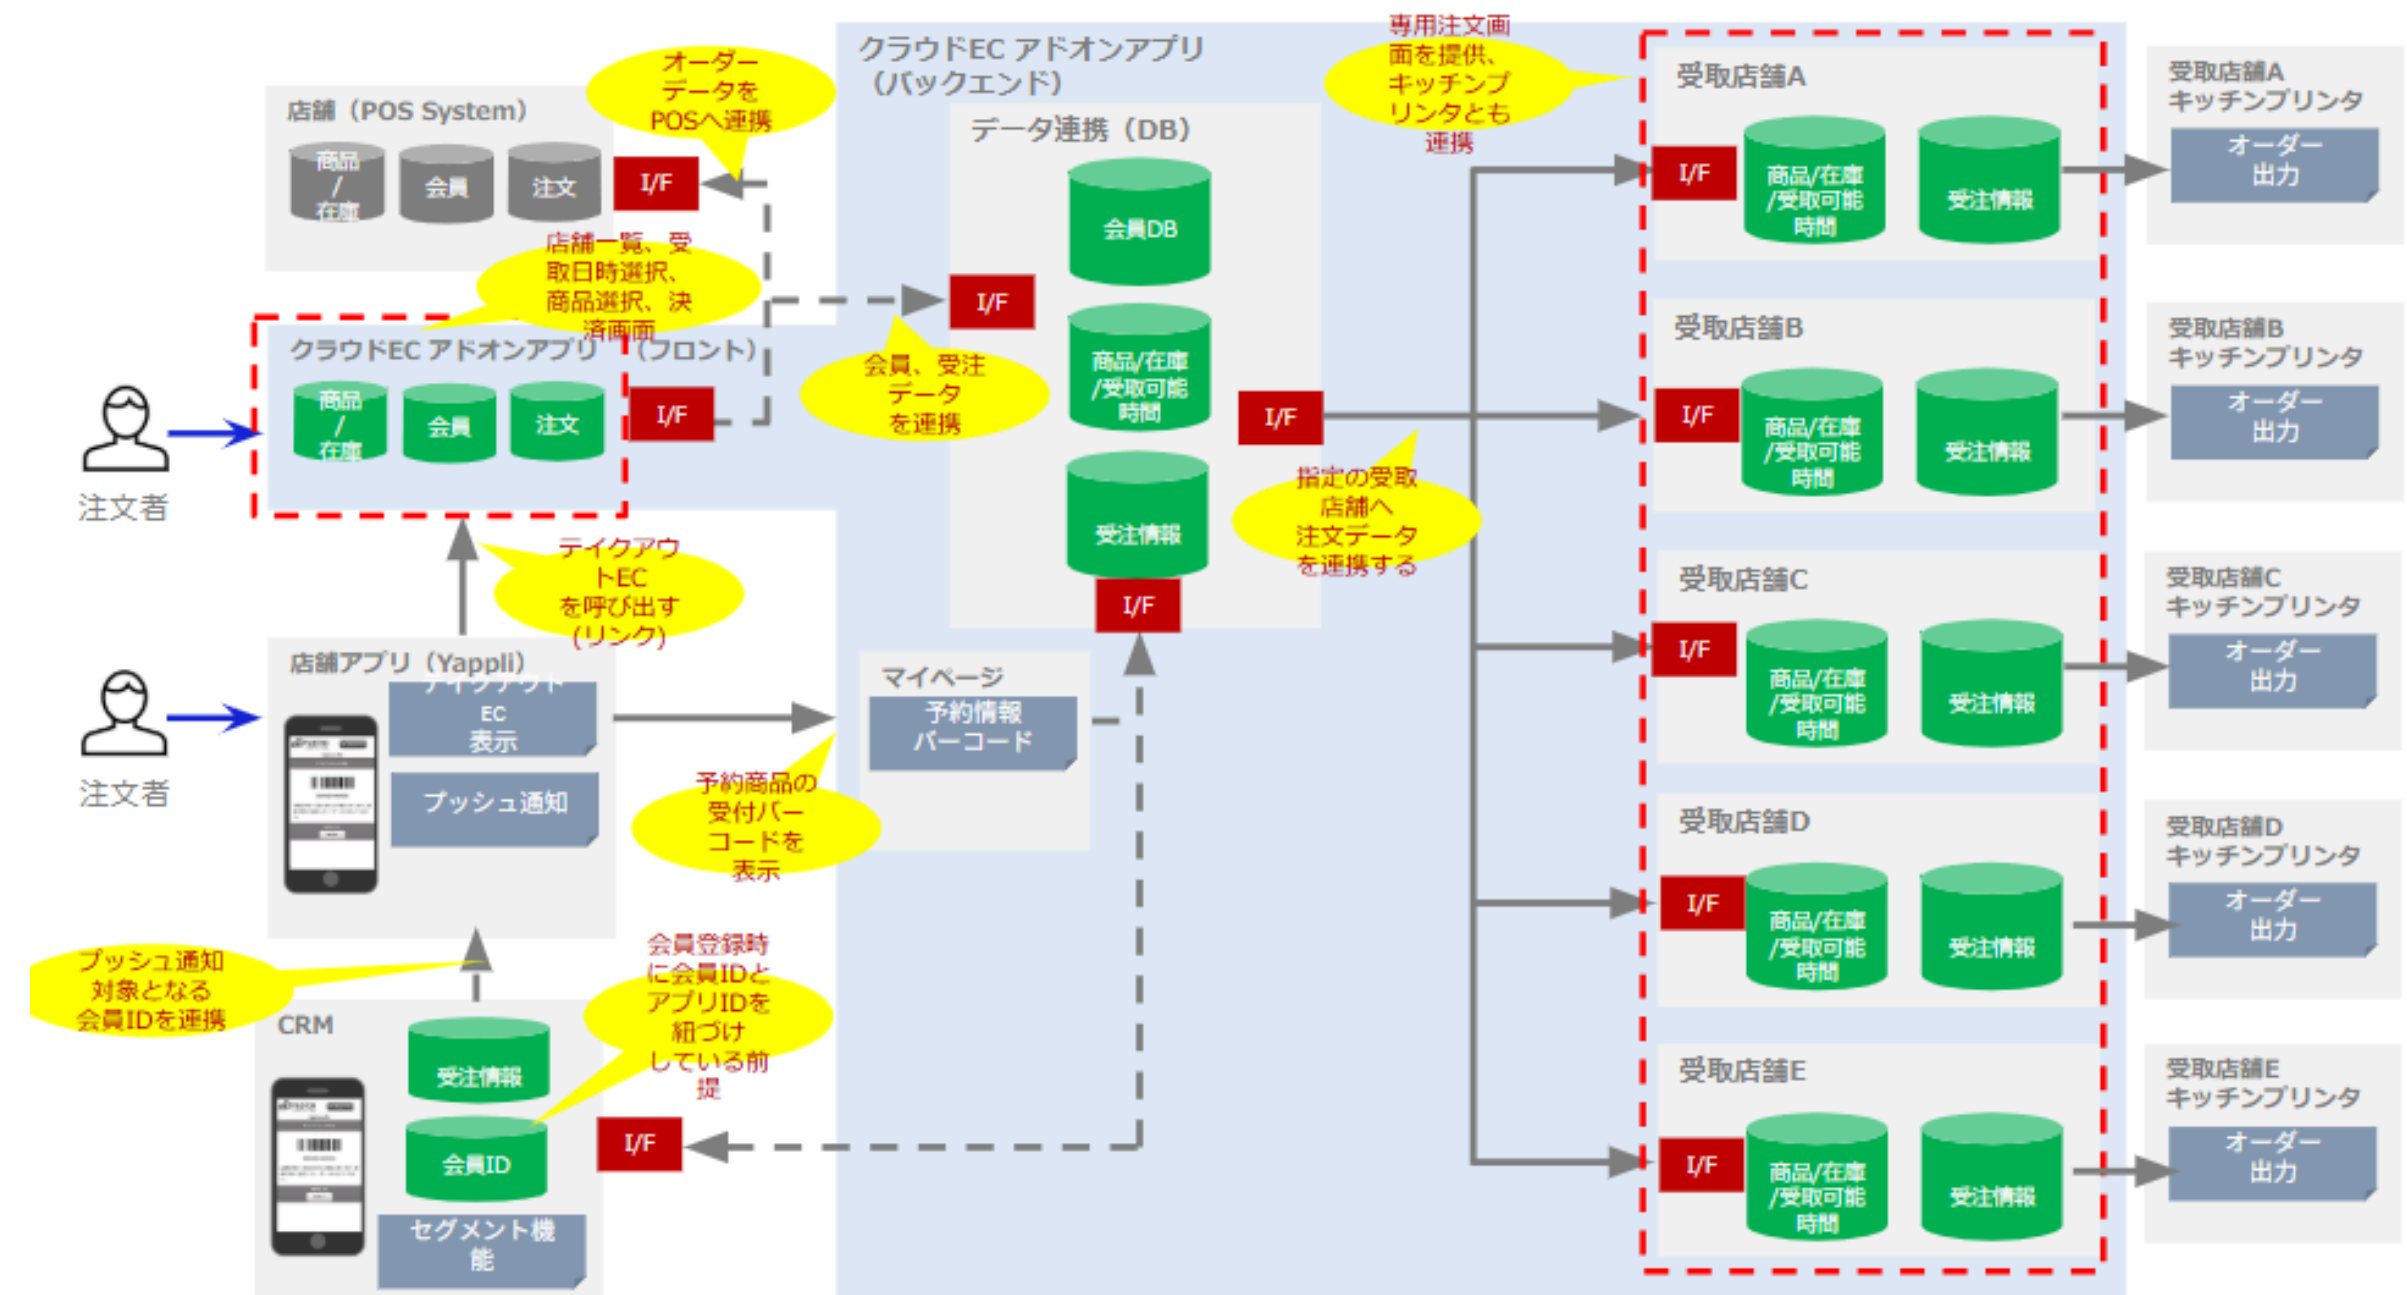 オーダー
データを
POSへ連携
店舗（POS System）
商品
/
在庫
会員
注文
I/F
店舗一覧、受
取日時選択、
商品選択、決
済画面
クラウドEC アドオンアプリ （フロント）
商品
/
在庫
会員
注文
I/F
注文者
テイクアウ
トEC
を呼び出す
(リンク)
店舗アプリ（Yappli）
テイクアウト
EC
表示
プッシュ通知
注文者
プッシュ通知
対象となる
会員IDを連携
CRM
受注情報
会員ID
セグメント機
能
I/F
会員登録時
に会員IDと
アプリIDを
紐づけ
している前
提
クラウドEC アドオンアプリ
（バックエンド）
データ連携（DB）
会員DB
I/F
商品/在庫
/受取可能
時間
受注情報
I/F
I/F
会員、受注
データ
を連携
マイページ
予約情報
バーコード
予約商品の
受付バー
コードを
表示
指定の受取
店舗へ
注文データ
を連携する
専用注文画
面を提供、
キッチンプ
リンタとも
連携
受取店舗A
I/F
商品/在庫
/受取可能
時間
受注情報
受取店舗A
キッチンプリンタ
オーダー
出力
受取店舗B
I/F
商品/在庫
/受取可能
時間
受注情報
受取店舗B
キッチンプリンタ
オーダー
出力
受取店舗C
I/F
商品/在庫
/受取可能
時間
受注情報
受取店舗C
キッチンプリンタ
オーダー
出力
受取店舗D
I/F
商品/在庫
/受取可能
時間
受注情報
受取店舗D
キッチンプリンタ
オーダー
出力
受取店舗E
I/F
商品/在庫
/受取可能
時間
受注情報
受取店舗E
キッチンプリンタ
オーダー
出力